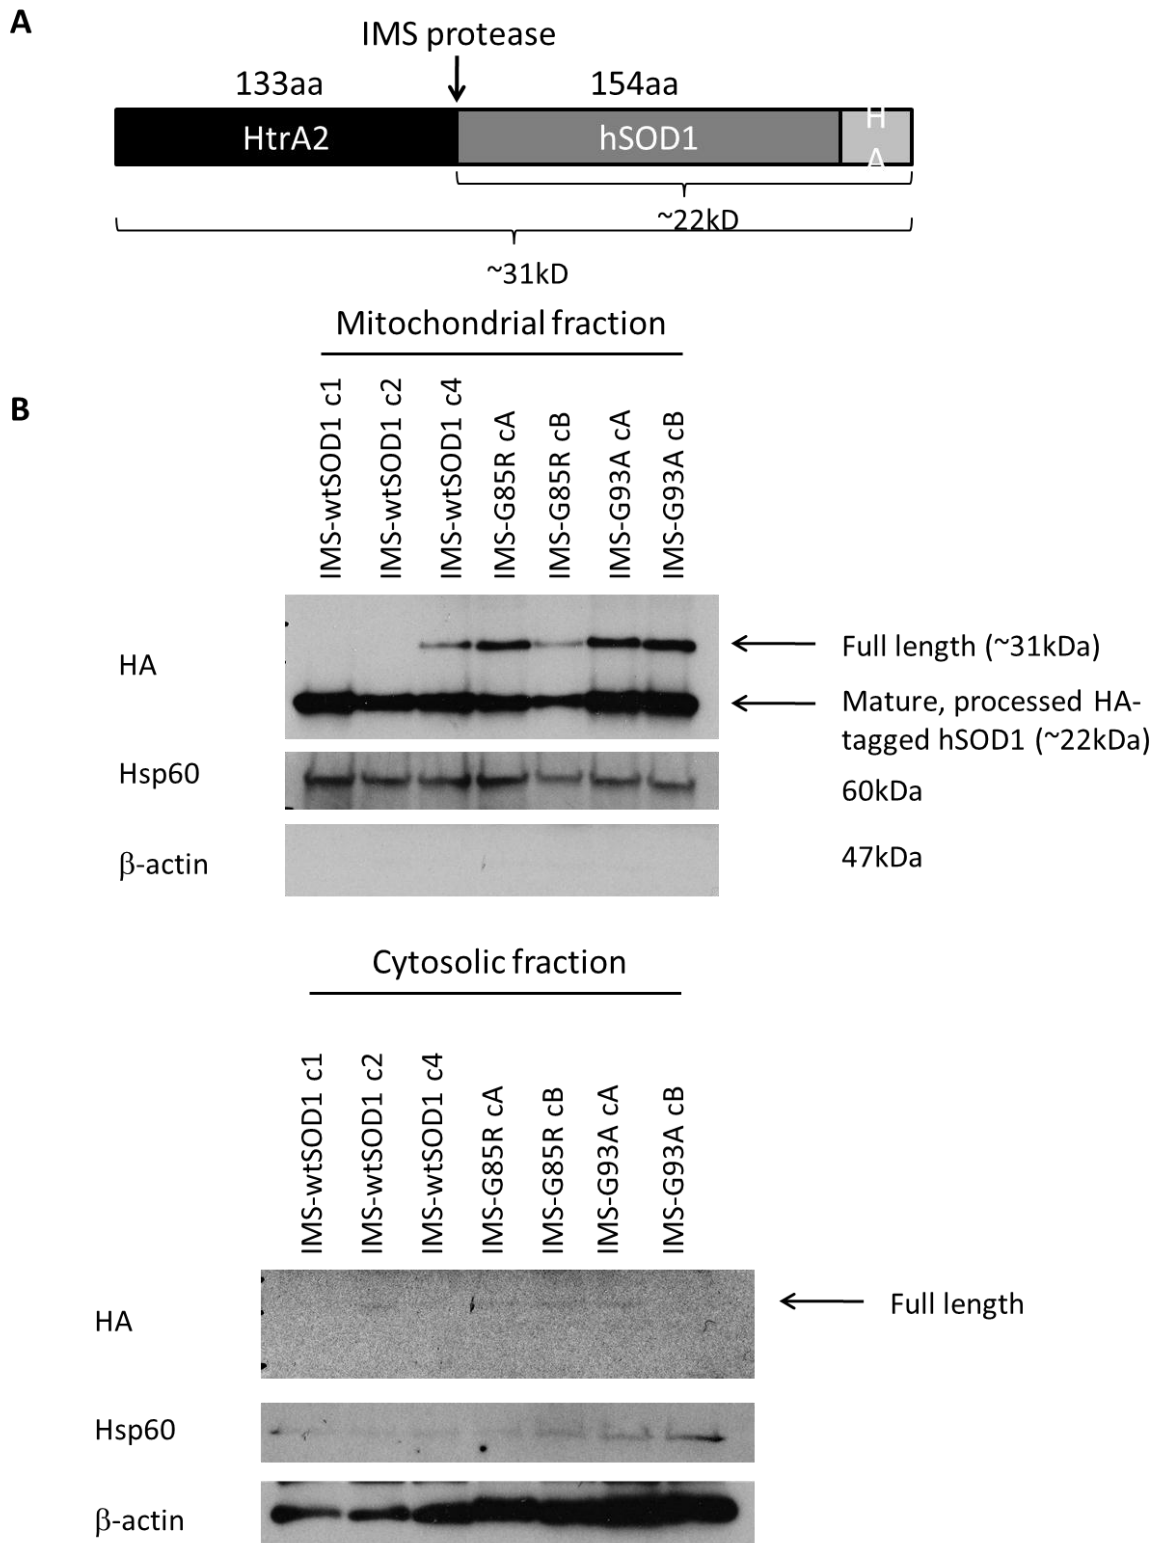 A
IMS protease
133aa
154aa
HtrA2
hSOD1
H
A
~22kD
~31kD
Mitochondrial fraction
B
IMS-wtSOD1 c1
IMS-wtSOD1 c2
IMS-wtSOD1 c4
IMS-G85R cA
IMS-G85R cB
IMS-G93A cA
IMS-G93A cB
HA
Full length (~31kDa)
Mature, processed HA-
tagged hSOD1 (~22kDa)
Hsp60
60kDa
β-actin
47kDa
Cytosolic fraction
IMS-wtSOD1 c1
IMS-wtSOD1 c2
IMS-wtSOD1 c4
IMS-G85R cA
IMS-G85R cB
IMS-G93A cA
IMS-G93A cB
HA
Full length
Hsp60
β-actin